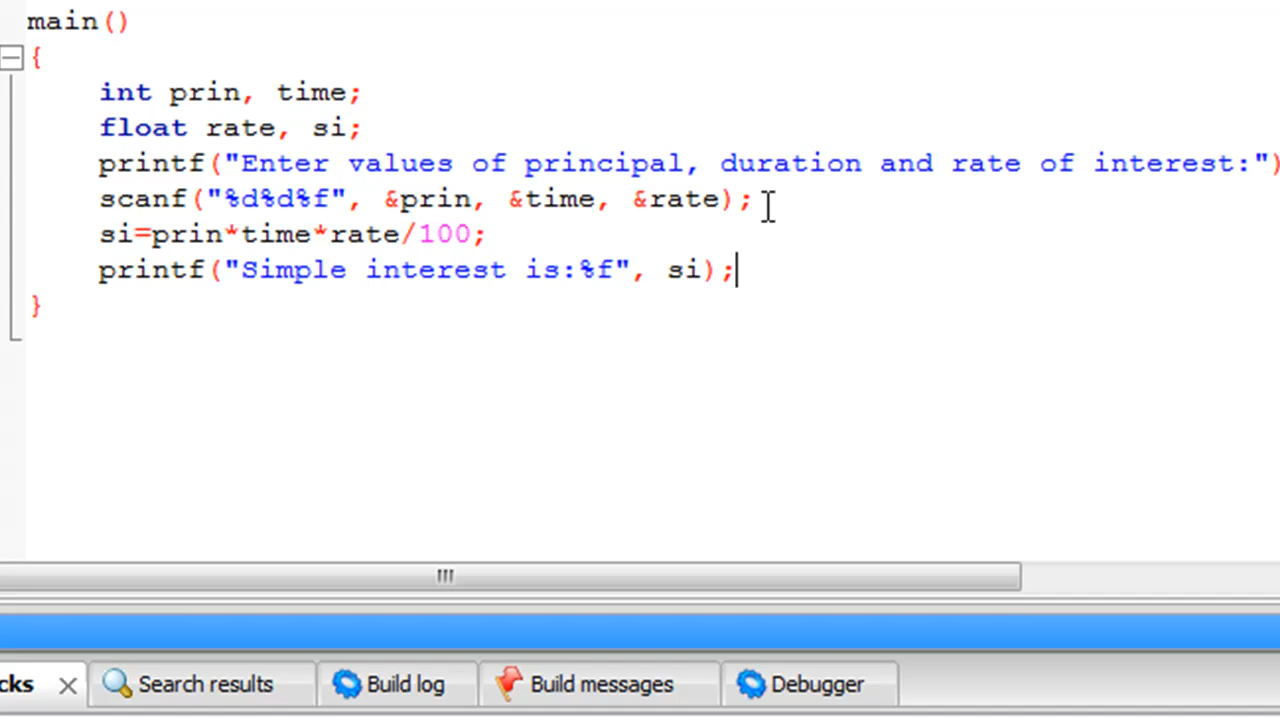 main()
{
int prin, time;
float rate, si;
printf("Enter values of principal, duration and rate of interest:")
scanf("%d%d%f", &prin, &time, &rate);
si=prin*time*rate/100;
printf("Simple interest is:%f", si);
}
cks Search results Build log Build messages Debugger